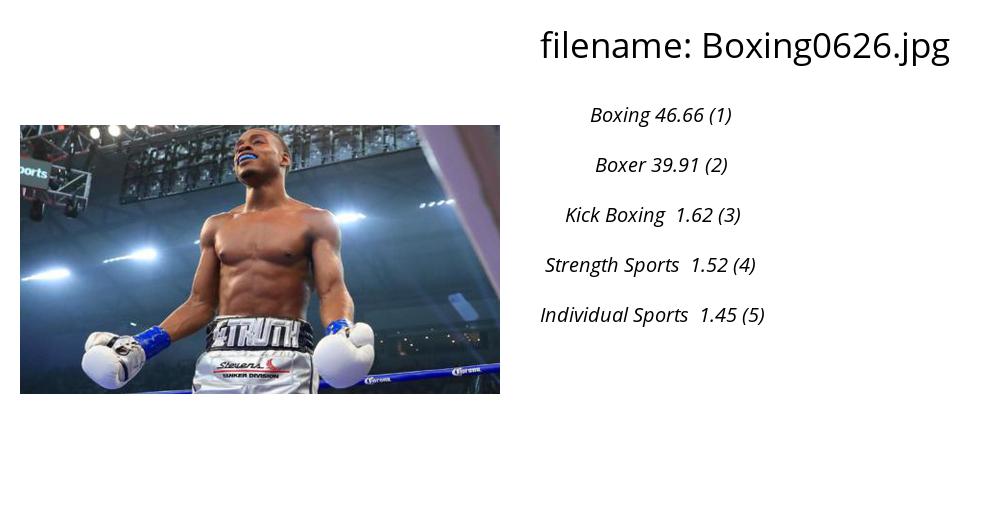 filename: Boxing0626.jpg
Boxing 46.66 (1)
Boxer 39.91 (2)
Kick Boxing 1.62 (3)
Strength Sports 1.52 (4)
Individual Sports 1.45 (5)
ports
TRUTH
Stevens
TANKER DIVISION
Corona
Corona